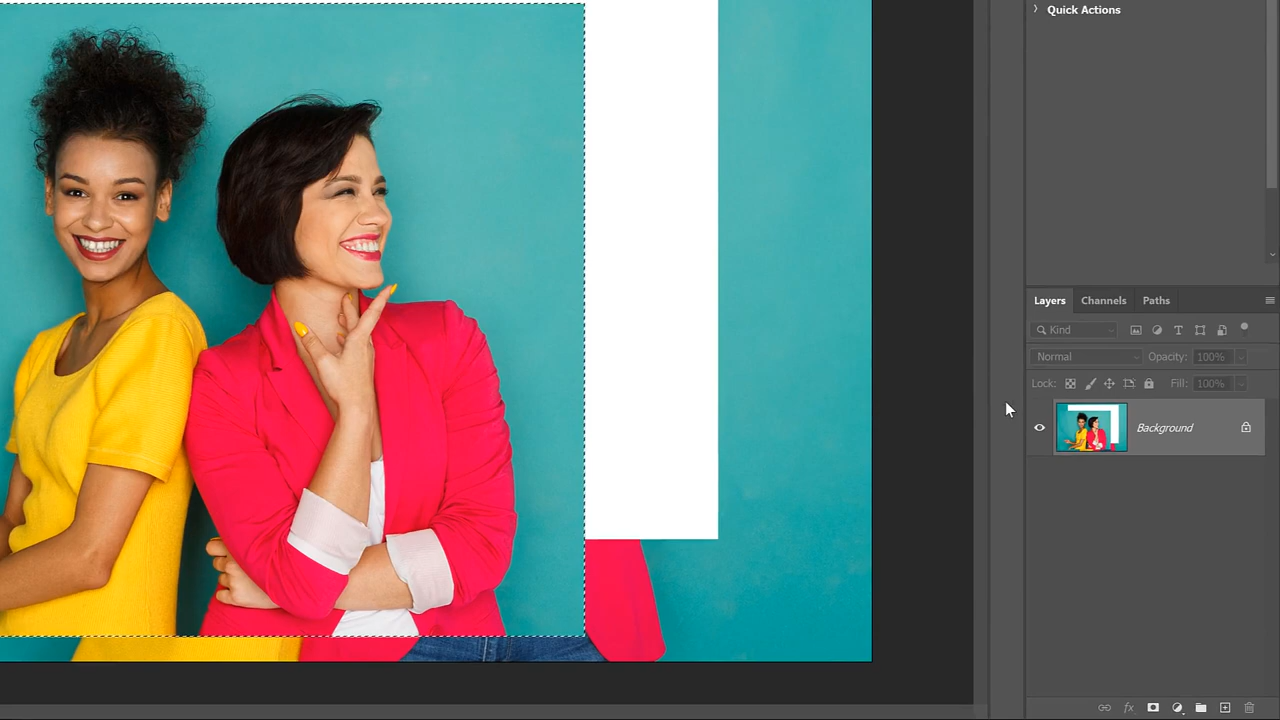 Quick Actions
Layers Channels Paths
Kind
Normal Opacity: 100%
Lock: Fill: 100%
Background